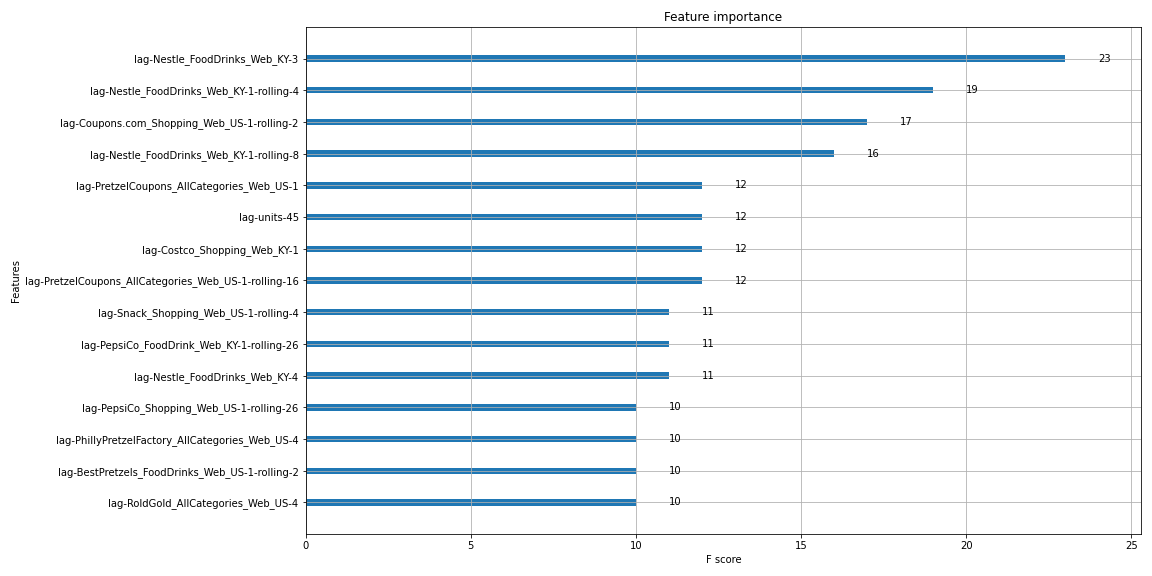 Feature importance
lag-Nestle_FoodDrinks_Web_KY-3 23
lag-Nestle_FoodDrinks_Web_KY-1-rolling-4 19
lag-Coupons.com_Shopping_Web_US-1-rolling-2 17
lag-Nestle_FoodDrinks_Web_KY-1-rolling-8 16
lag-PretzelCoupons_AllCategories_Web_US-1 12
lag-units-45 12
lag-Costco_Shopping_Web_KY-1 12
lag-PretzelCoupons_AllCategories_Web_US-1-rolling-16 12
lag-Snack_Shopping_Web_US-1-rolling-4 11
lag-PepsiCo_FoodDrink_Web_KY-1-rolling-26 11
lag-Nestle_FoodDrinks_Web_KY-4 11
lag-PepsiCo_Shopping_Web_US-1-rolling-26 10
lag-PhillyPretzelFactory_AllCategories_Web_US-4 10
lag-BestPretzels_FoodDrinks_Web_US-1-rolling-2 10
lag-RoldGold_AllCategories_Web_US-4 10
Features
0 5 10 15 20 25
F score